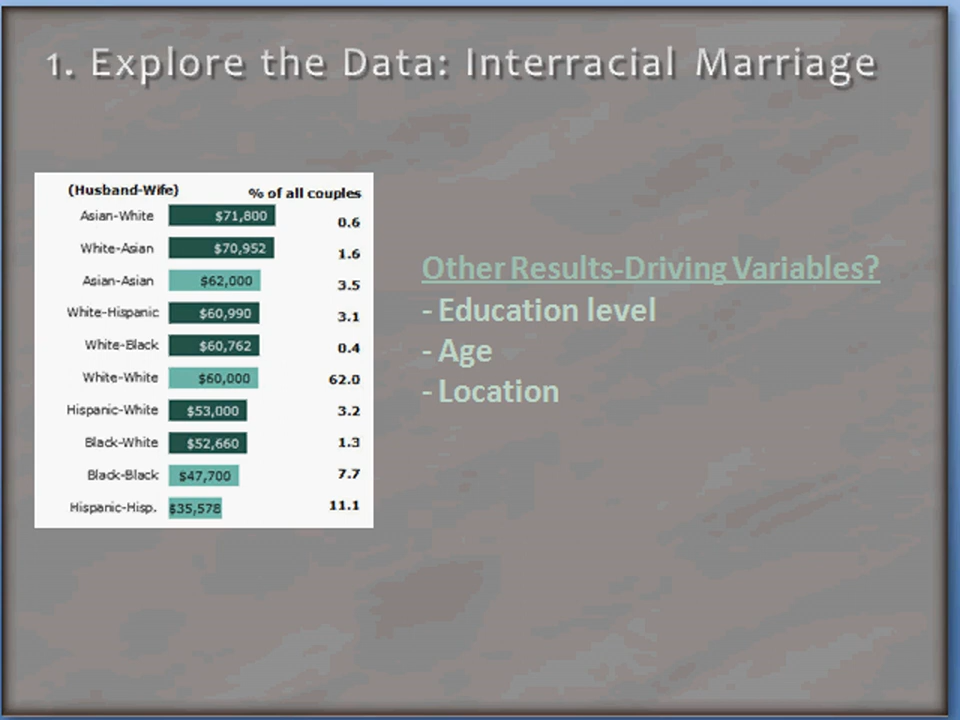 1. Explore the Data: Interracial Marriage
(Husband-Wife) % of all couples
Asian-White $71,800 0.6
White-Asian $70,952 1.6
Asian-Asian $62,000 3.5
White-Hispanic $60,990 3.1
White-Black $60,762 0.4
White-White $60,000 62.0
Hispanic-White $53,000 3.2
Black-White $52,660 1.3
Black-Black $47,700 7.7
Hispanic-Hisp. $35,578 11.1
Other Results-Driving Variables?
- Education level
- Age
- Location